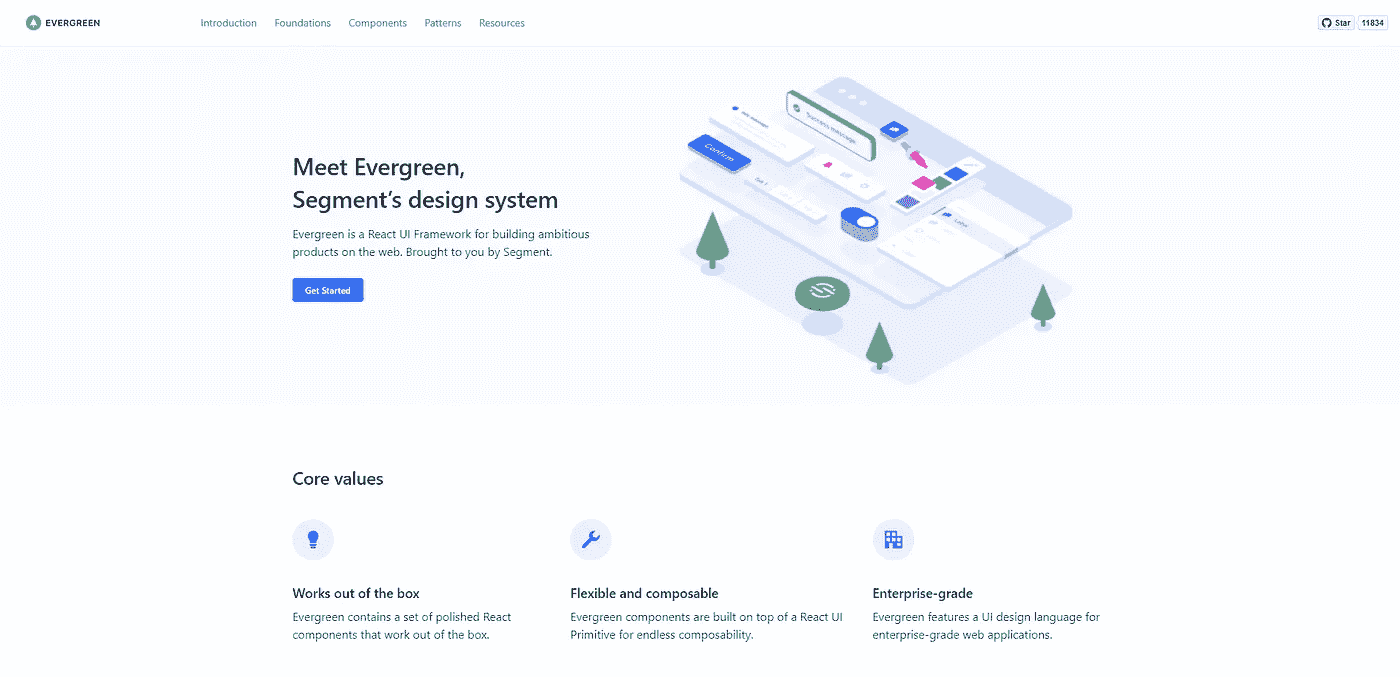 EVERGREEN
Introduction
Foundations
Components
Patterns
Resources
Star
11834
Meet Evergreen,
Segment’s design system
Evergreen is a React UI Framework for building ambitious
products on the web. Brought to you by Segment.
Get Started
Confirm
Label
Core values
Works out of the box
Evergreen contains a set of polished React
components that work out of the box.
Flexible and composable
Evergreen components are built on top of a React UI
Primitive for endless composability.
Enterprise-grade
Evergreen features a UI design language for
enterprise-grade web applications.